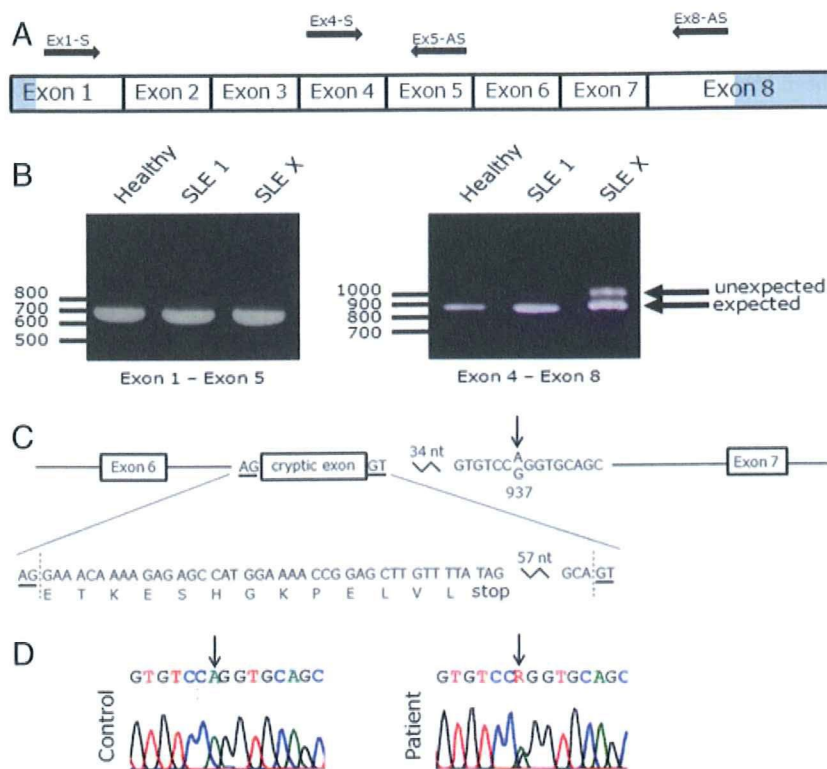 A
Ex1-S
Ex4-S
Ex5-AS
Ex8-AS
Exon 1 Exon 2 Exon 3 Exon 4 Exon 5 Exon 6 Exon 7 Exon 8
B
Healthy SLE 1 SLE X
800
700
600
500
Exon 1 – Exon 5
Healthy SLE 1 SLE X
1000
900
800
700
unexpected
expected
Exon 4 – Exon 8
C
Exon 6 AG cryptic exon GT 34 nt GTGTCC A/G GGTGCAGC Exon 7
937
AG GAA ACA AAA GAG AGC CAT GGA AAA CCG GAG CTT GTT TTA TAG 57 nt GCA GT
E T K E S H G K P E L V L stop
D
GTGTCCAGGTGCAGC
Control
GTGTCCRGGTGCAGC
Patient